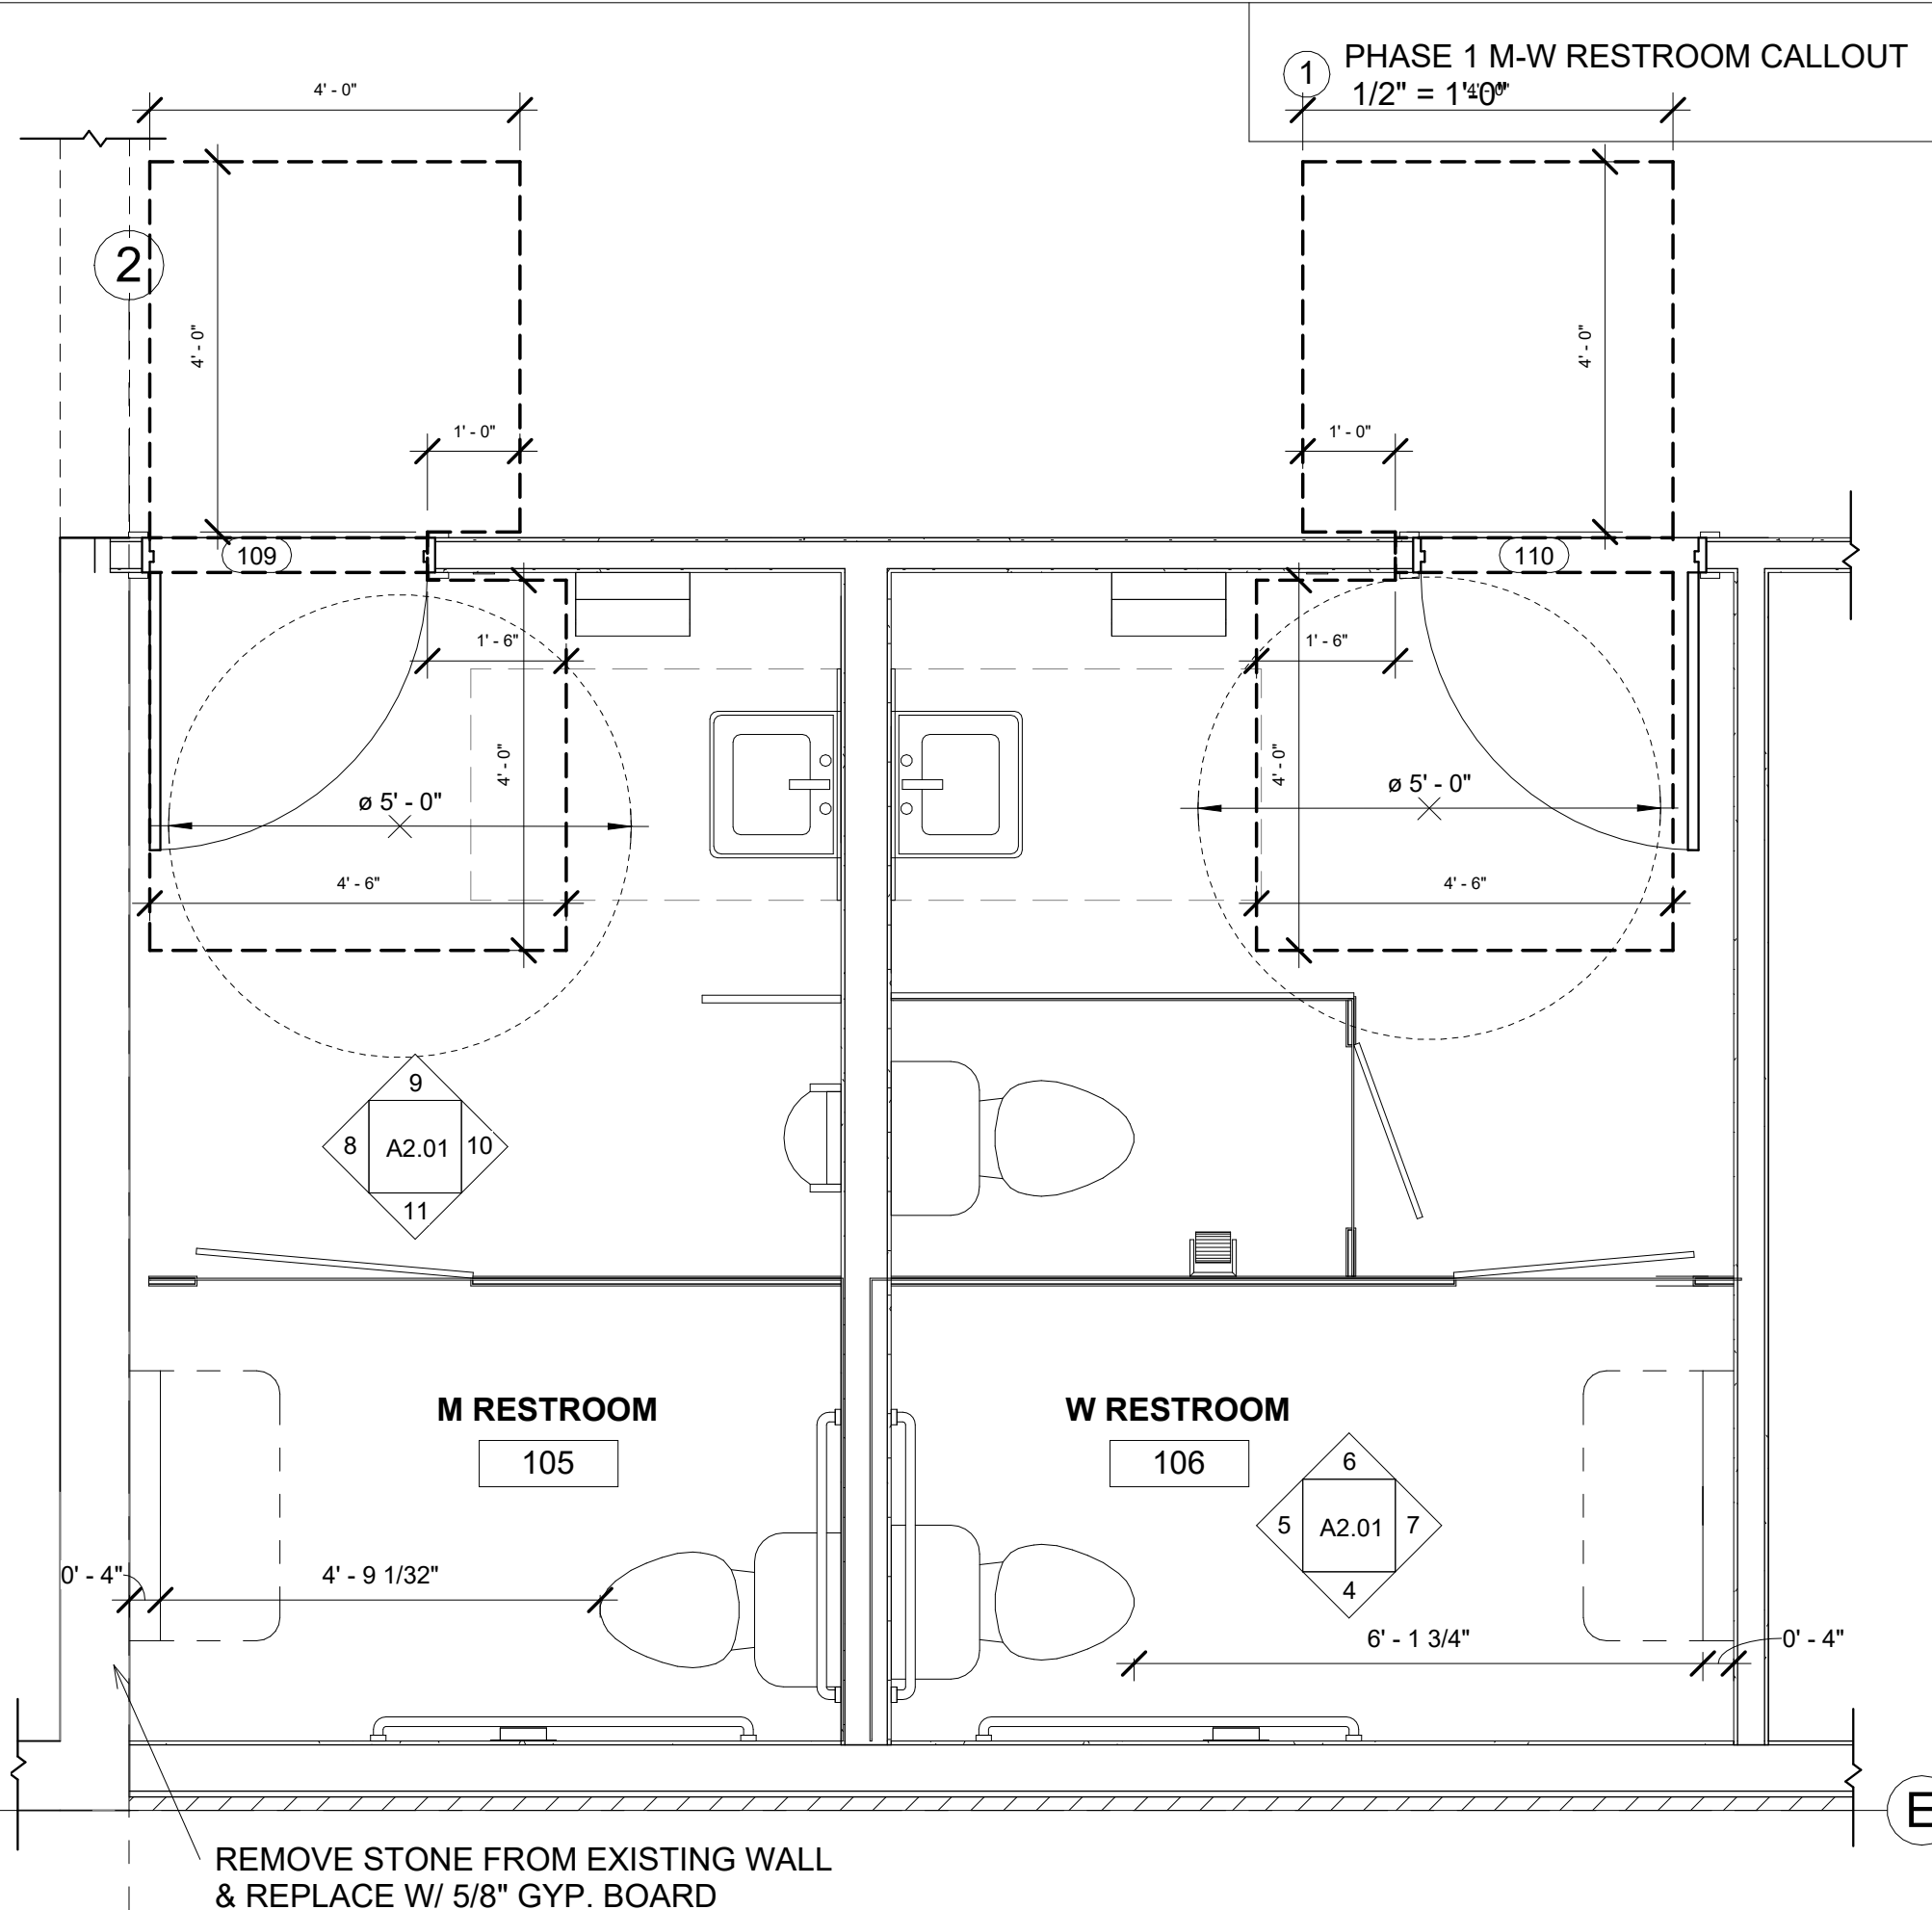 1 PHASE 1 M-W RESTROOM CALLOUT
1/2" = 1'-0"
4' - 0"
4' - 0"
2
4' - 0"
4' - 0"
1' - 0"
1' - 0"
109
110
1' - 6"
1' - 6"
4' - 0"
4' - 0"
ø 5' - 0"
ø 5' - 0"
4' - 6"
4' - 6"
9
8 A2.01 10
11
M RESTROOM
105
W RESTROOM
106
6
5 A2.01 7
4
0' - 4"
4' - 9 1/32"
6' - 1 3/4"
0' - 4"
E
REMOVE STONE FROM EXISTING WALL
& REPLACE W/ 5/8" GYP. BOARD